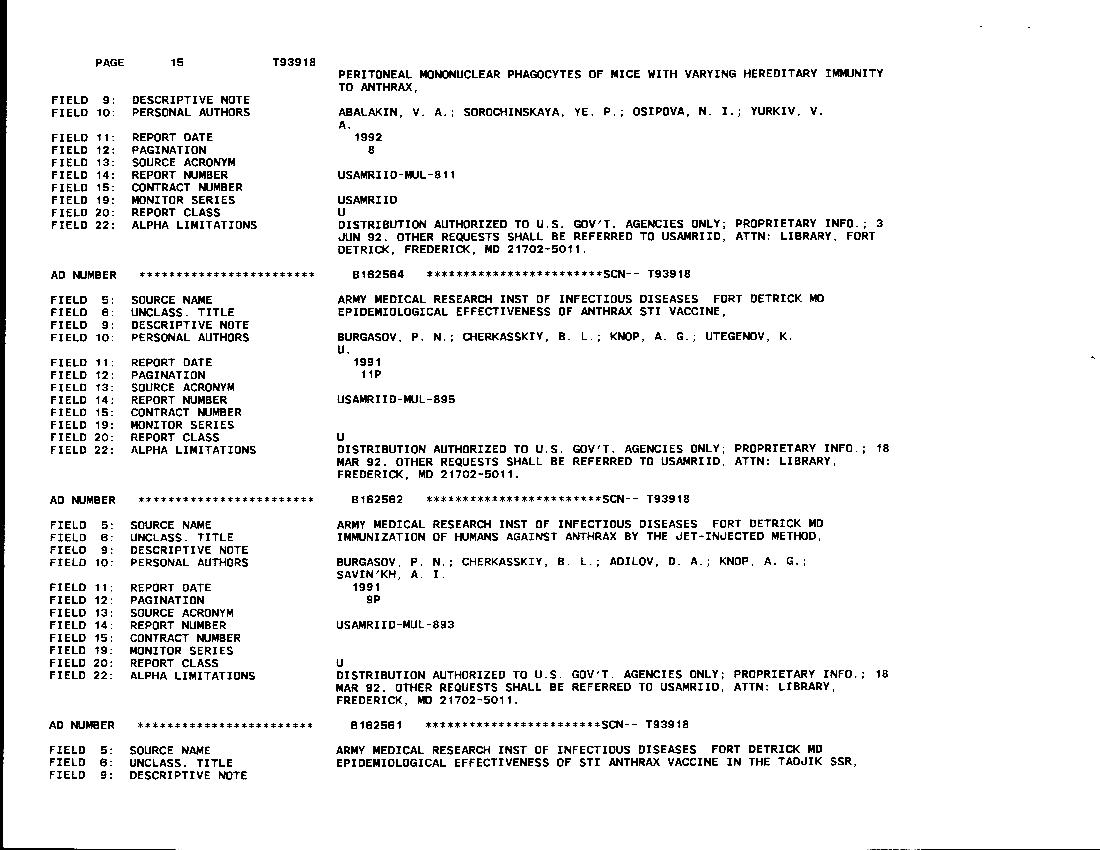 PAGE 15 T93918
PERITONEAL MONONUCLEAR PHAGOCYTES OF MICE WITH VARYING HEREDITARY IMMUNITY
TO ANTHRAX,
FIELD 9: DESCRIPTIVE NOTE
FIELD 10: PERSONAL AUTHORS ABALAKIN, V. A.; SOROCHINSKAYA, YE. P.; OSIPOVA, N. I.; YURKIV, V.
A.
FIELD 11: REPORT DATE 1992
FIELD 12: PAGINATION 8
FIELD 13: SOURCE ACRONYM
FIELD 14: REPORT NUMBER USAMRIID-MUL-811
FIELD 15: CONTRACT NUMBER
FIELD 19: MONITOR SERIES USAMRIID
FIELD 20: REPORT CLASS U
FIELD 22: ALPHA LIMITATIONS DISTRIBUTION AUTHORIZED TO U.S. GOV'T. AGENCIES ONLY; PROPRIETARY INFO.; 3
JUN 92. OTHER REQUESTS SHALL BE REFERRED TO USAMRIID, ATTN: LIBRARY, FORT
DETRICK, FREDERICK, MD 21702-5011.
AD NUMBER ************************ B162564 ************************SCN-- T93918
FIELD 5: SOURCE NAME ARMY MEDICAL RESEARCH INST OF INFECTIOUS DISEASES FORT DETRICK MD
FIELD 6: UNCLASS. TITLE EPIDEMIOLOGICAL EFFECTIVENESS OF ANTHRAX STI VACCINE,
FIELD 9: DESCRIPTIVE NOTE
FIELD 10: PERSONAL AUTHORS BURGASOV, P. N.; CHERKASSKIY, B. L.; KNOP, A. G.; UTEGENOV, K.
U.
FIELD 11: REPORT DATE 1991
FIELD 12: PAGINATION 11P
FIELD 13: SOURCE ACRONYM
FIELD 14: REPORT NUMBER USAMRIID-MUL-895
FIELD 15: CONTRACT NUMBER
FIELD 19: MONITOR SERIES
FIELD 20: REPORT CLASS U
FIELD 22: ALPHA LIMITATIONS DISTRIBUTION AUTHORIZED TO U.S. GOV'T. AGENCIES ONLY; PROPRIETARY INFO.; 18
MAR 92. OTHER REQUESTS SHALL BE REFERRED TO USAMRIID, ATTN: LIBRARY,
FREDERICK, MD 21702-5011.
AD NUMBER ************************ B162562 ************************SCN-- T93918
FIELD 5: SOURCE NAME ARMY MEDICAL RESEARCH INST OF INFECTIOUS DISEASES FORT DETRICK MD
FIELD 6: UNCLASS. TITLE IMMUNIZATION OF HUMANS AGAINST ANTHRAX BY THE JET-INJECTED METHOD,
FIELD 9: DESCRIPTIVE NOTE
FIELD 10: PERSONAL AUTHORS BURGASOV, P. N.; CHERKASSKIY, B. L.; ADILOV, D. A.; KNOP, A. G.;
SAVIN'KH, A. I.
FIELD 11: REPORT DATE 1991
FIELD 12: PAGINATION 9P
FIELD 13: SOURCE ACRONYM
FIELD 14: REPORT NUMBER USAMRIID-MUL-893
FIELD 15: CONTRACT NUMBER
FIELD 19: MONITOR SERIES
FIELD 20: REPORT CLASS U
FIELD 22: ALPHA LIMITATIONS DISTRIBUTION AUTHORIZED TO U.S. GOV'T. AGENCIES ONLY; PROPRIETARY INFO.; 18
MAR 92. OTHER REQUESTS SHALL BE REFERRED TO USAMRIID, ATTN: LIBRARY,
FREDERICK, MD 21702-5011.
AD NUMBER ************************ B162561 ************************SCN-- T93918
FIELD 5: SOURCE NAME ARMY MEDICAL RESEARCH INST OF INFECTIOUS DISEASES FORT DETRICK MD
FIELD 6: UNCLASS. TITLE EPIDEMIOLOGICAL EFFECTIVENESS OF STI ANTHRAX VACCINE IN THE TADJIK SSR,
FIELD 9: DESCRIPTIVE NOTE